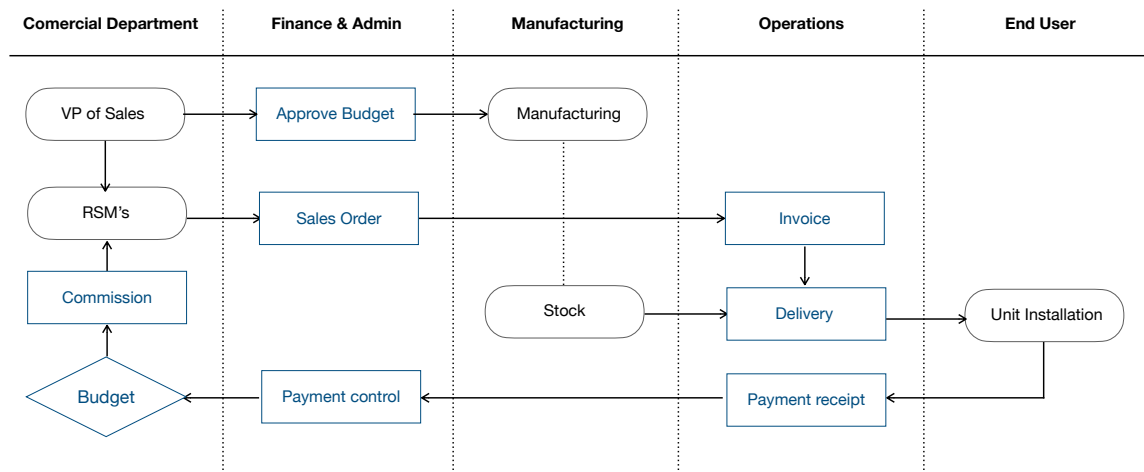 Comercial Department
Finance & Admin
Manufacturing
Operations
End User
VP of Sales
Approve Budget
Manufacturing
RSM's
Sales Order
Invoice
Commission
Stock
Delivery
Unit Installation
Budget
Payment control
Payment receipt